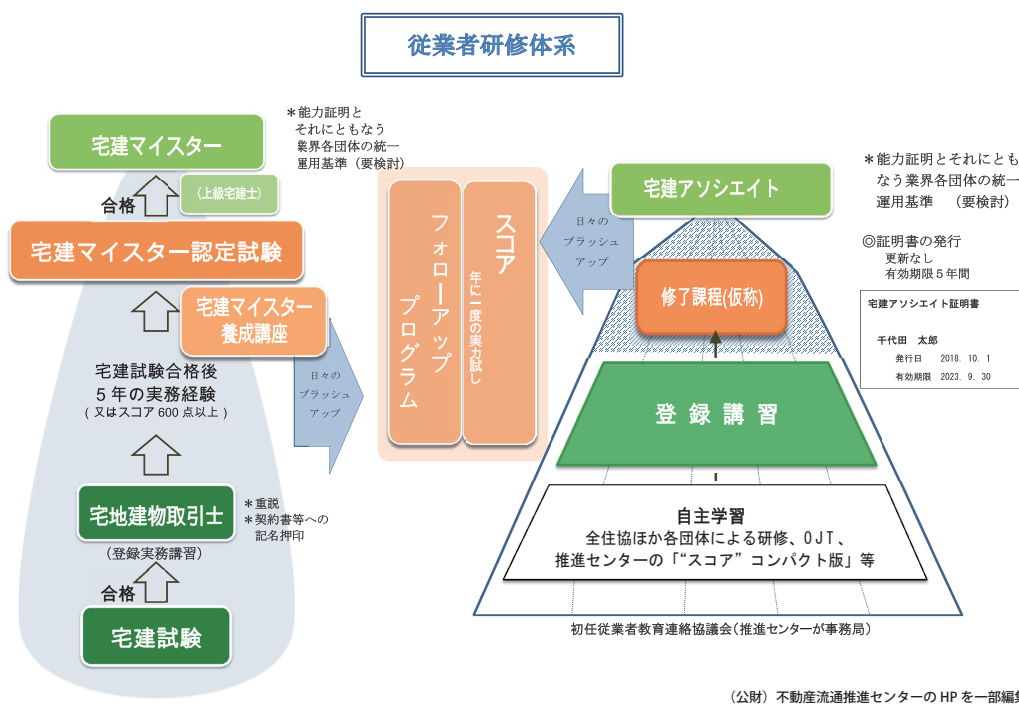 従業者研修体系
＊能力証明と
それにともなう
業界各団体の統一
運用基準（要検討）
宅建マイスター
（上級宅建士）
合格
宅建マイスター認定試験
宅建マイスター
養成講座
日々の
ブラッシュ
アップ
宅建試験合格後
５年の実務経験
（又はスコア 600 点以上）
宅地建物取引士
＊重説
＊契約書等への
記名押印
（登録実務講習）
合格
宅建試験
スコア
年に一度の実力試し
フォローアップ
プログラム
日々の
ブラッシュ
アップ
宅建アソシエイト
修了課程(仮称)
登録講習
自主学習
全住協ほか各団体による研修、OJT、
推進センターの「“スコア” コンパクト版」等
初任従業者教育連絡協議会（推進センターが事務局）
＊能力証明とそれにとも
なう業界各団体の統一
運用基準　（要検討）
◎証明書の発行
更新なし
有効期限５年間
宅建アソシエイト証明書
千代田　太郎
発行日　2018. 10. 1
有効期限　2023. 9. 30
（公財）不動産流通推進センターの HP を一部編集